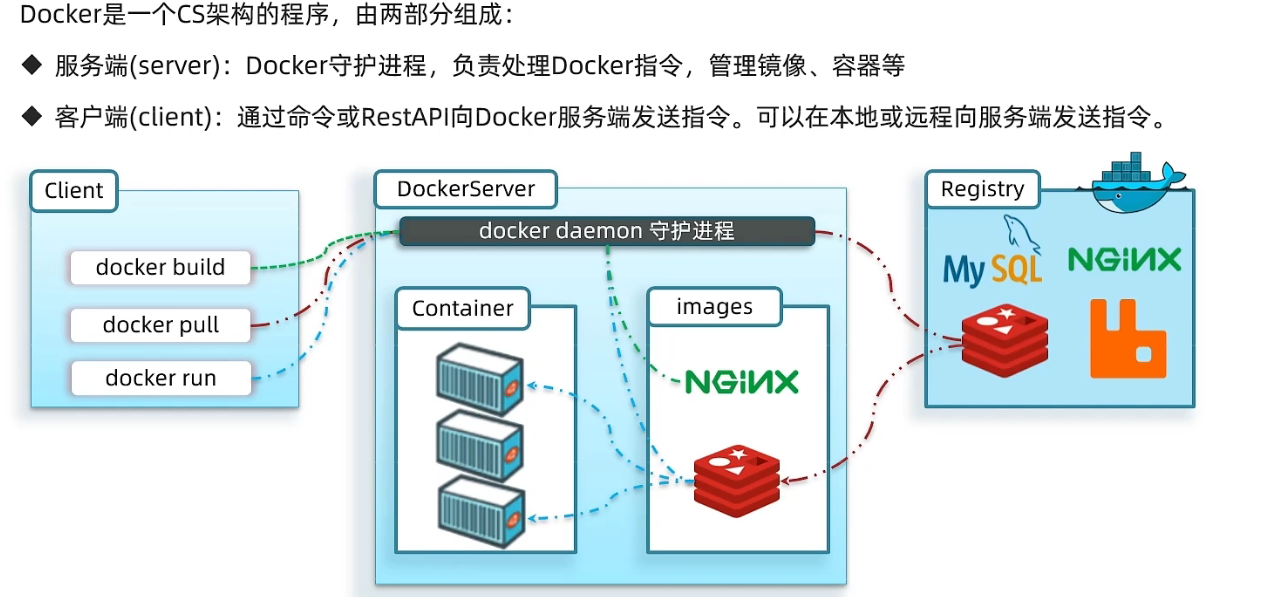 Docker是一个CS架构的程序，由两部分组成：
◆ 服务端(server)：Docker守护进程，负责处理Docker指令，管理镜像、容器等
◆ 客户端(client)：通过命令或RestAPI向Docker服务端发送指令。可以在本地或远程向服务端发送指令。
Client
docker build
docker pull
docker run
DockerServer
docker daemon 守护进程
Container
images
NGINX
Registry
MySQL
NGINX